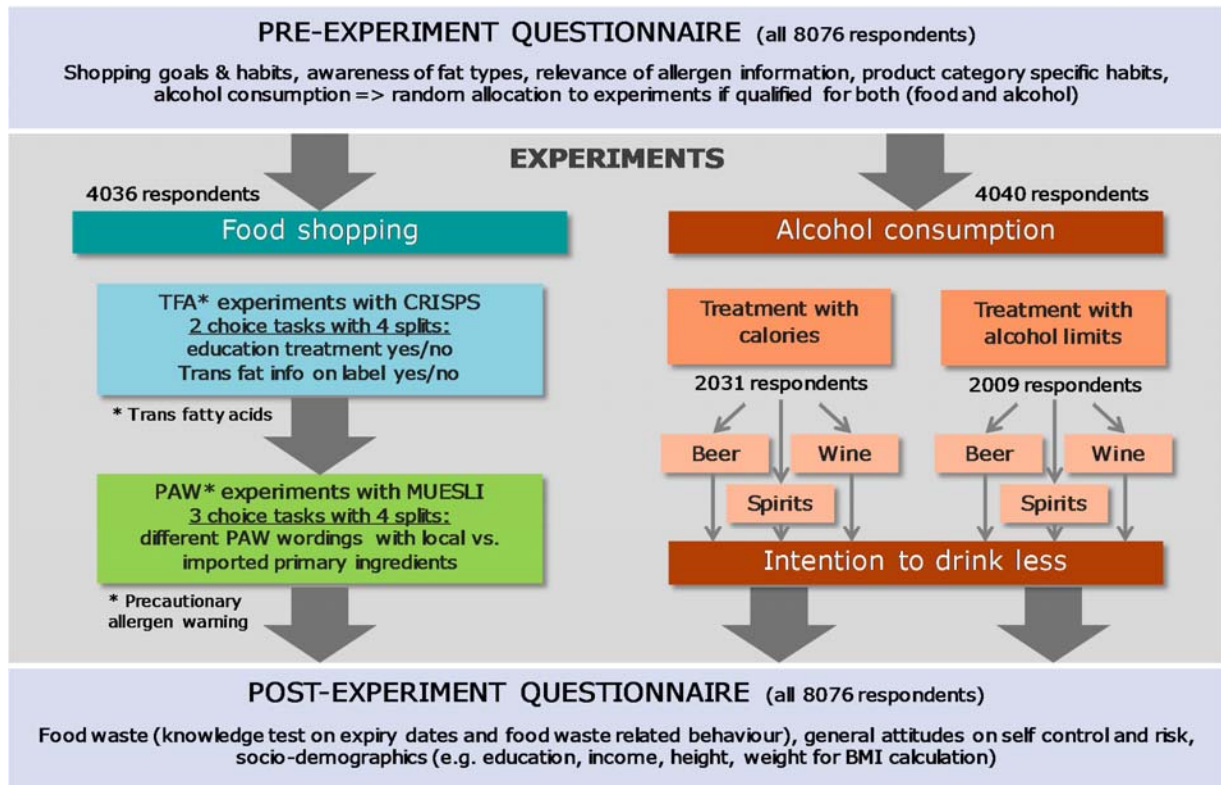 PRE-EXPERIMENT QUESTIONNAIRE (all 8076 respondents)
Shopping goals & habits, awareness of fat types, relevance of allergen information, product category specific habits,
alcohol consumption => random allocation to experiments if qualified for both (food and alcohol)
EXPERIMENTS
4036 respondents
Food shopping
TFA* experiments with CRISPS
2 choice tasks with 4 splits:
education treatment yes/no
Trans fat info on label yes/no
* Trans fatty acids
PAW* experiments with MUESLI
3 choice tasks with 4 splits:
different PAW wordings with local vs.
imported primary ingredients
* Precautionary
allergen warning
4040 respondents
Alcohol consumption
Treatment with
calories
2031 respondents
Beer
Wine
Spirits
Treatment with
alcohol limits
2009 respondents
Beer
Wine
Spirits
Intention to drink less
POST-EXPERIMENT QUESTIONNAIRE (all 8076 respondents)
Food waste (knowledge test on expiry dates and food waste related behaviour), general attitudes on self control and risk,
socio-demographics (e.g. education, income, height, weight for BMI calculation)